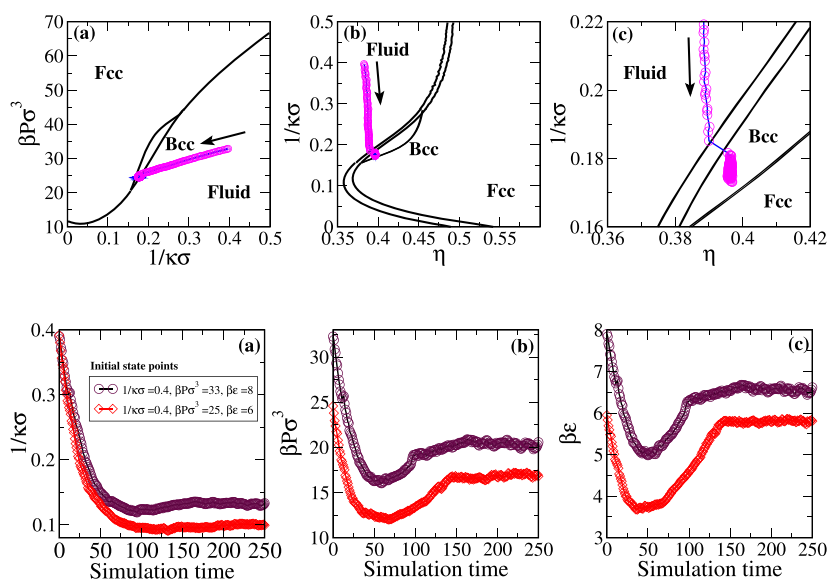 (a)
βPσ³
70
60
50
40
30
20
10
Fcc
Bcc
Fluid
0 0.1 0.2 0.3 0.4 0.5
1/κσ
(b)
1/κσ
0.5
0.4
0.3
0.2
0.1
0
Fluid
Bcc
Fcc
0.35 0.4 0.45 0.5 0.55
η
(c)
1/κσ
0.22
0.2
0.18
0.16
Fluid
Bcc
Fcc
0.36 0.38 0.4 0.42
η
(a)
1/κσ
0.4
0.3
0.2
0.1
Initial state points
1/κσ =0.4, βPσ³ =33, βε =8
1/κσ =0.4, βPσ³ =25, βε =6
0 50 100 150 200 250
Simulation time
(b)
βPσ³
30
25
20
15
10
0 50 100 150 200 250
Simulation time
(c)
βε
8
7
6
5
4
3
0 50 100 150 200 250
Simulation time